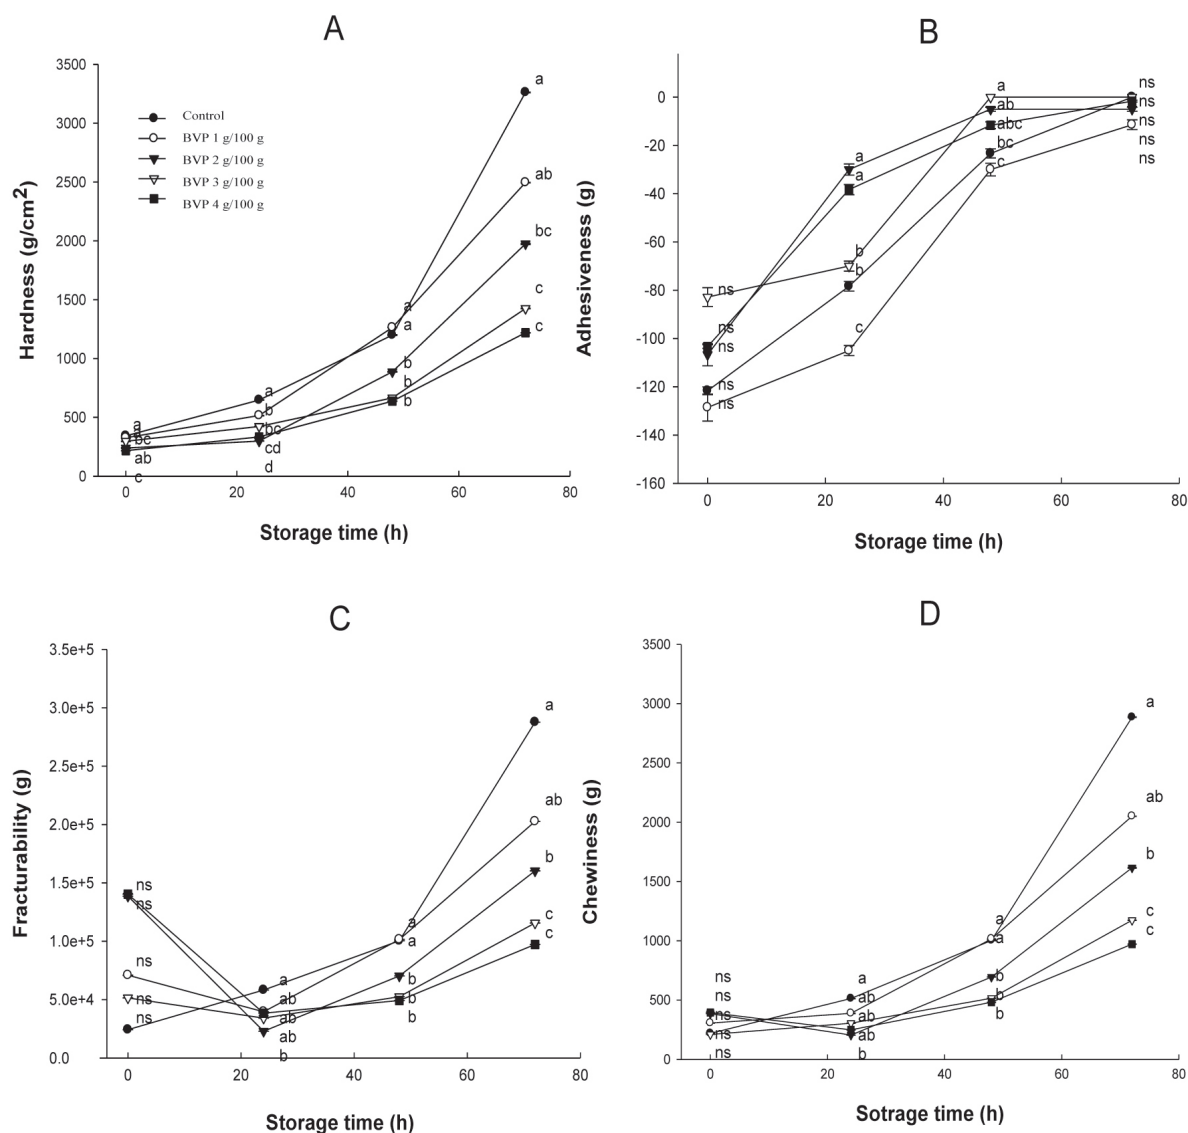 A
3500
3000
2500
2000
1500
1000
500
0
Hardness (g/cm2)
Control
BVP 1 g/100 g
BVP 2 g/100 g
BVP 3 g/100 g
BVP 4 g/100 g
a
ab
bc
c
c
a
a
b
b
b
a
b
bc
cd
d
a
a
bc
ab
c
0
20
40
60
80
Storage time (h)
B
0
-20
-40
-60
-80
-100
-120
-140
-160
Adhesiveness (g)
ns
ns
ns
ns
ns
a
ab
abc
bc
c
a
a
b
b
c
ns
ns
ns
ns
ns
0
20
40
60
80
Storage time (h)
C
3.5e+5
3.0e+5
2.5e+5
2.0e+5
1.5e+5
1.0e+5
5.0e+4
0.0
Fracturability (g)
a
ab
b
c
c
a
a
b
b
b
a
ab
ab
ab
b
ns
ns
ns
ns
ns
0
20
40
60
80
Storage time (h)
D
3500
3000
2500
2000
1500
1000
500
0
Chewiness (g)
a
ab
b
c
c
a
a
b
b
b
a
ab
ab
ab
b
ns
ns
ns
ns
ns
0
20
40
60
80
Sotrage time (h)